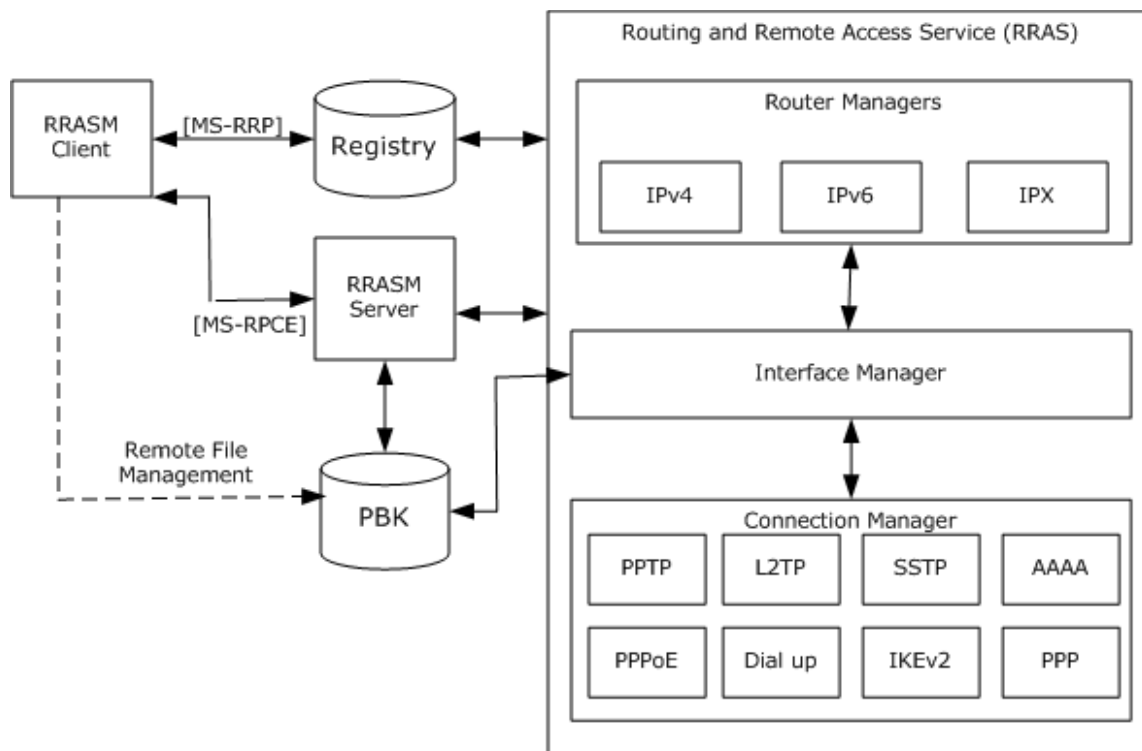 Routing and Remote Access Service (RRAS)
Router Managers
RRASM
Client
[MS-RRP]
Registry
IPv4
IPv6
IPX
RRASM
Server
[MS-RPCE]
Interface Manager
Remote File
Management
PBK
Connection Manager
PPTP
L2TP
SSTP
AAAA
PPPoE
Dial up
IKEv2
PPP